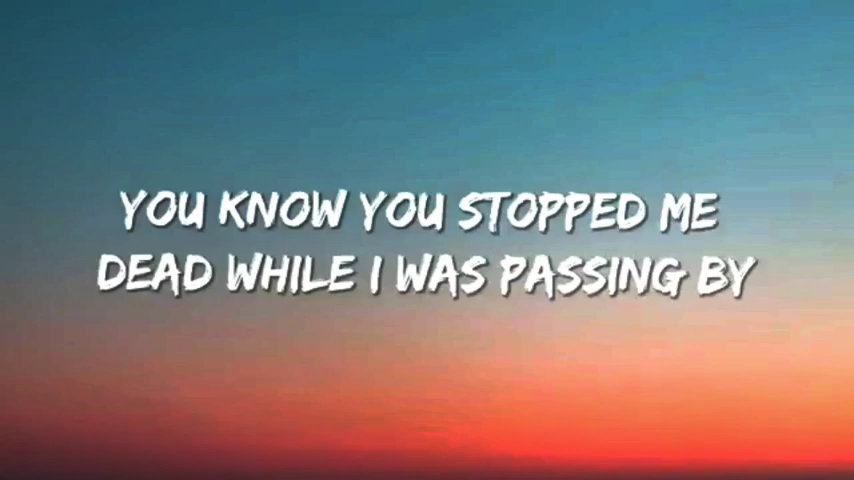 YOU KNOW YOU STOPPED ME
DEAD WHILE I WAS PASSING BY